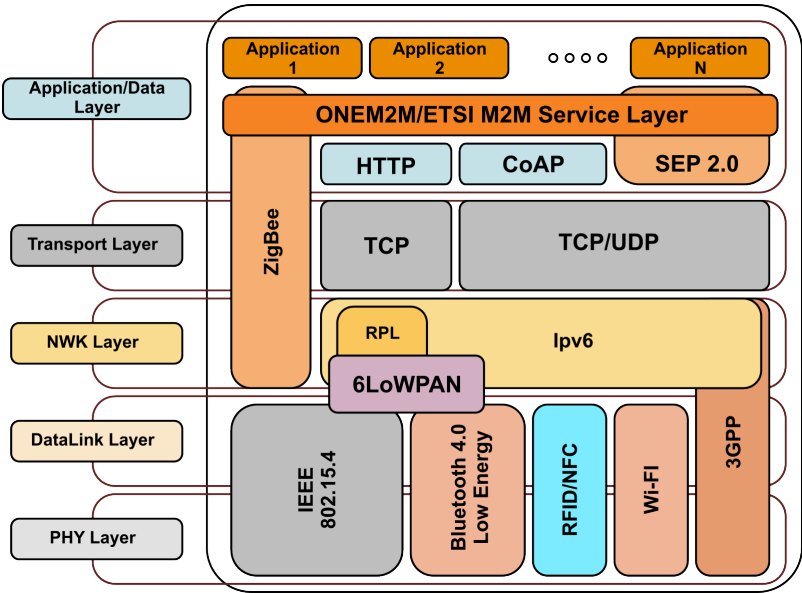 Application
1
Application
2
Application
N
Application/Data
Layer
ONEM2M/ETSI M2M Service Layer
HTTP
CoAP
SEP 2.0
Transport Layer
ZigBee
TCP
TCP/UDP
NWK Layer
RPL
Ipv6
6LoWPAN
DataLink Layer
IEEE
802.15.4
Bluetooth 4.0
Low Energy
RFID/NFC
Wi-FI
3GPP
PHY Layer